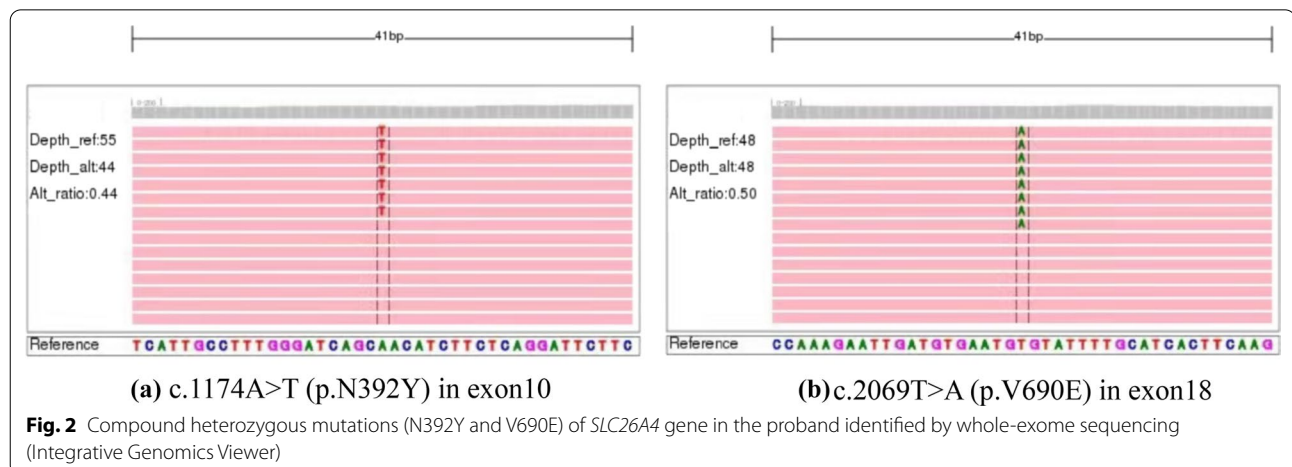 41bp
41bp
Depth_ref:55
Depth_alt:44
Alt_ratio:0.44
T
T
T
T
T
T
T
Reference TCATTGCCTTTGGGATCAGCAACATCTTCTCAGGATTCTTC
Depth_ref:48
Depth_alt:48
Alt_ratio:0.50
A
A
A
A
A
A
A
A
Reference CCAAAGAATTGATGTGAATGTGTATTTTGCATCACTTCAAG
(a) c.1174A>T (p.N392Y) in exon10
(b) c.2069T>A (p.V690E) in exon18
Fig. 2 Compound heterozygous mutations (N392Y and V690E) of SLC26A4 gene in the proband identified by whole-exome sequencing
(Integrative Genomics Viewer)